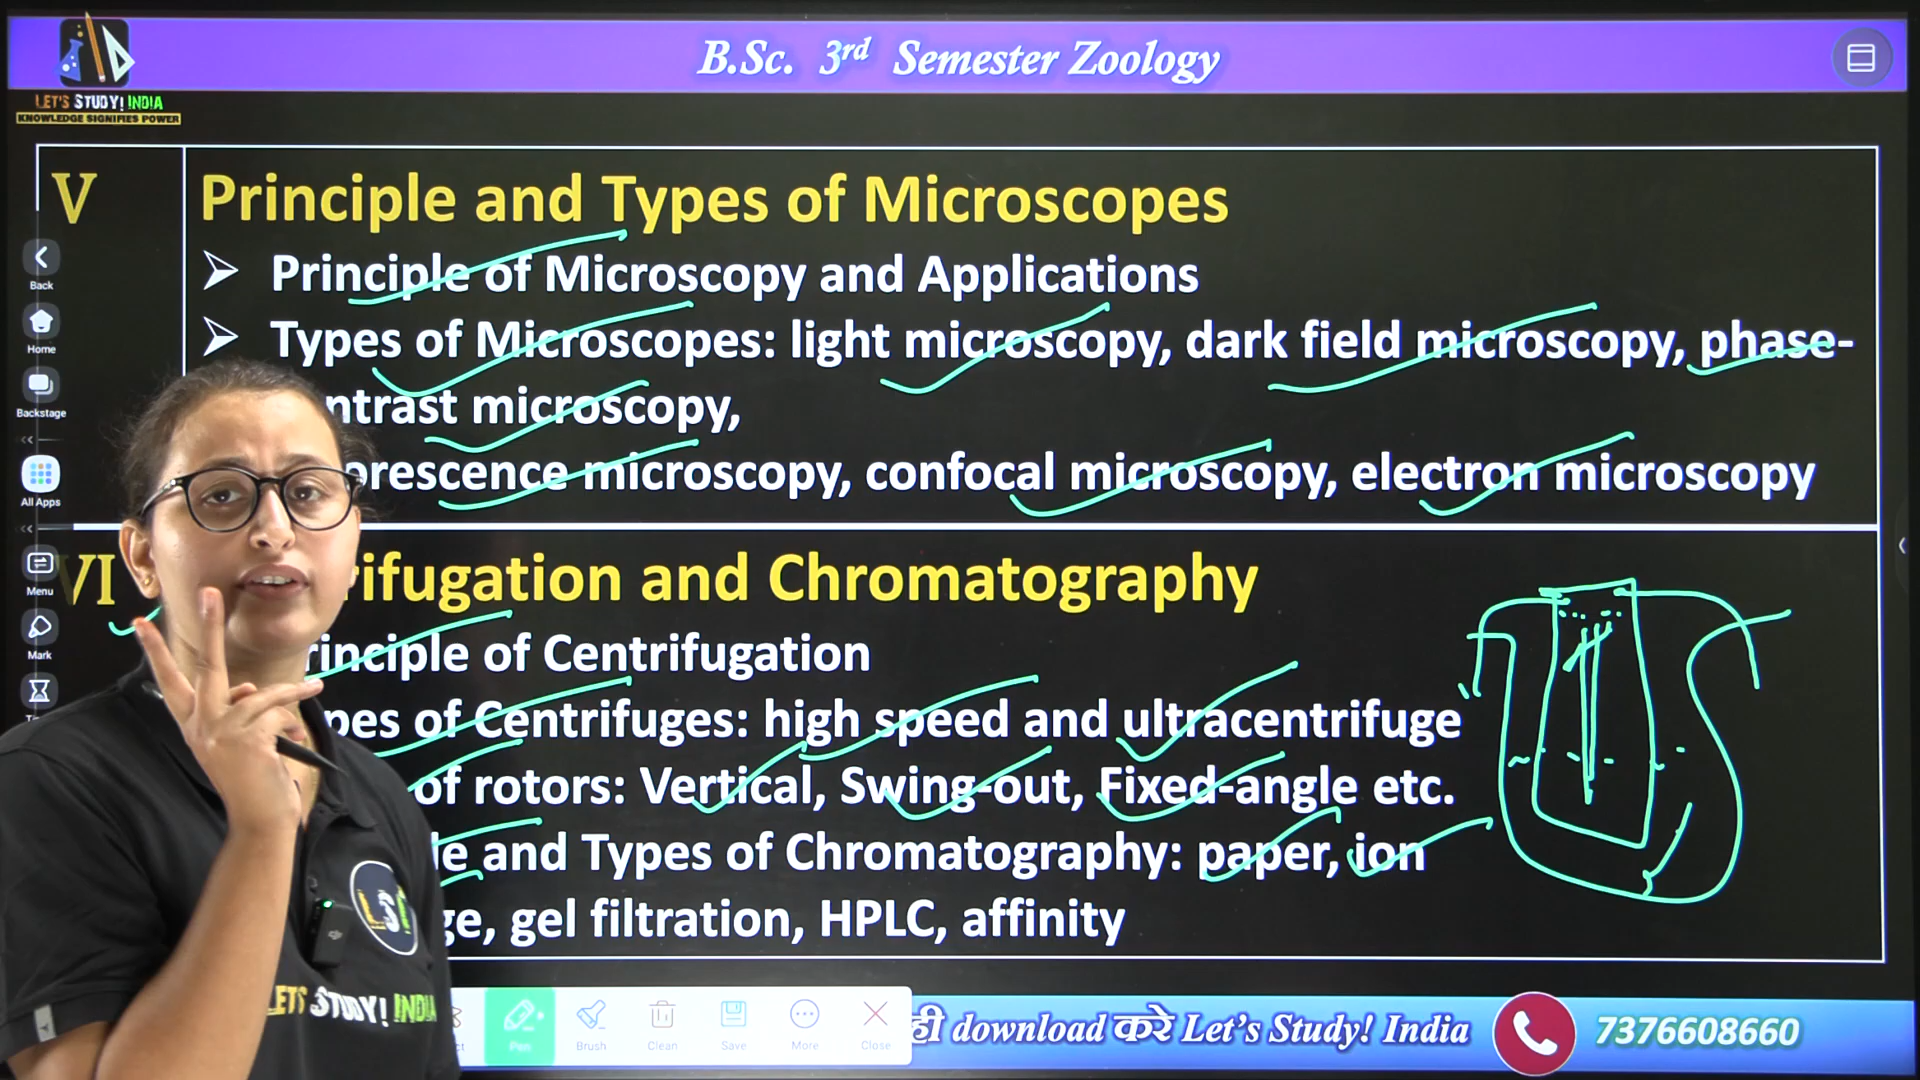 B.Sc. 3rd Semester Zoology
LET'S STUDY! INDIA
KNOWLEDGE SIGNIFIES POWER
V
Principle and Types of Microscopes
Principle of Microscopy and Applications
Types of Microscopes: light microscopy, dark field microscopy, phase-
ntrast microscopy,
orescence microscopy, confocal microscopy, electron microscopy
VI
rifugation and Chromatography
rinciple of Centrifugation
pes of Centrifuges: high speed and ultracentrifuge
of rotors: Vertical, Swing-out, Fixed-angle etc.
le and Types of Chromatography: paper, ion
ge, gel filtration, HPLC, affinity
Back
Home
Backstage
All Apps
Menu
Mark
LETS STUDY! INDIA
Pen
Brush
Clean
Save
More
Close
ही download करे Let's Study! India
7376608660